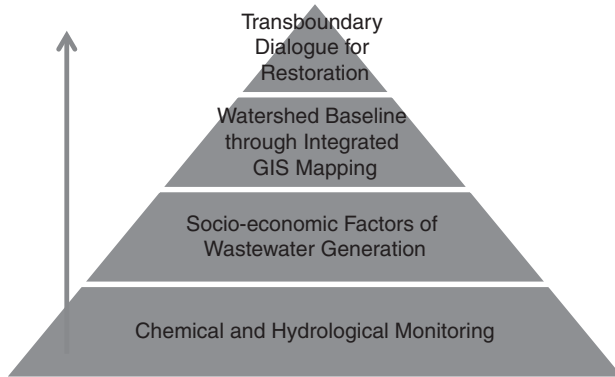 Transboundary
Dialogue for
Restoration
Watershed Baseline
through Integrated
GIS Mapping
Socio-economic Factors of
Wastewater Generation
Chemical and Hydrological Monitoring